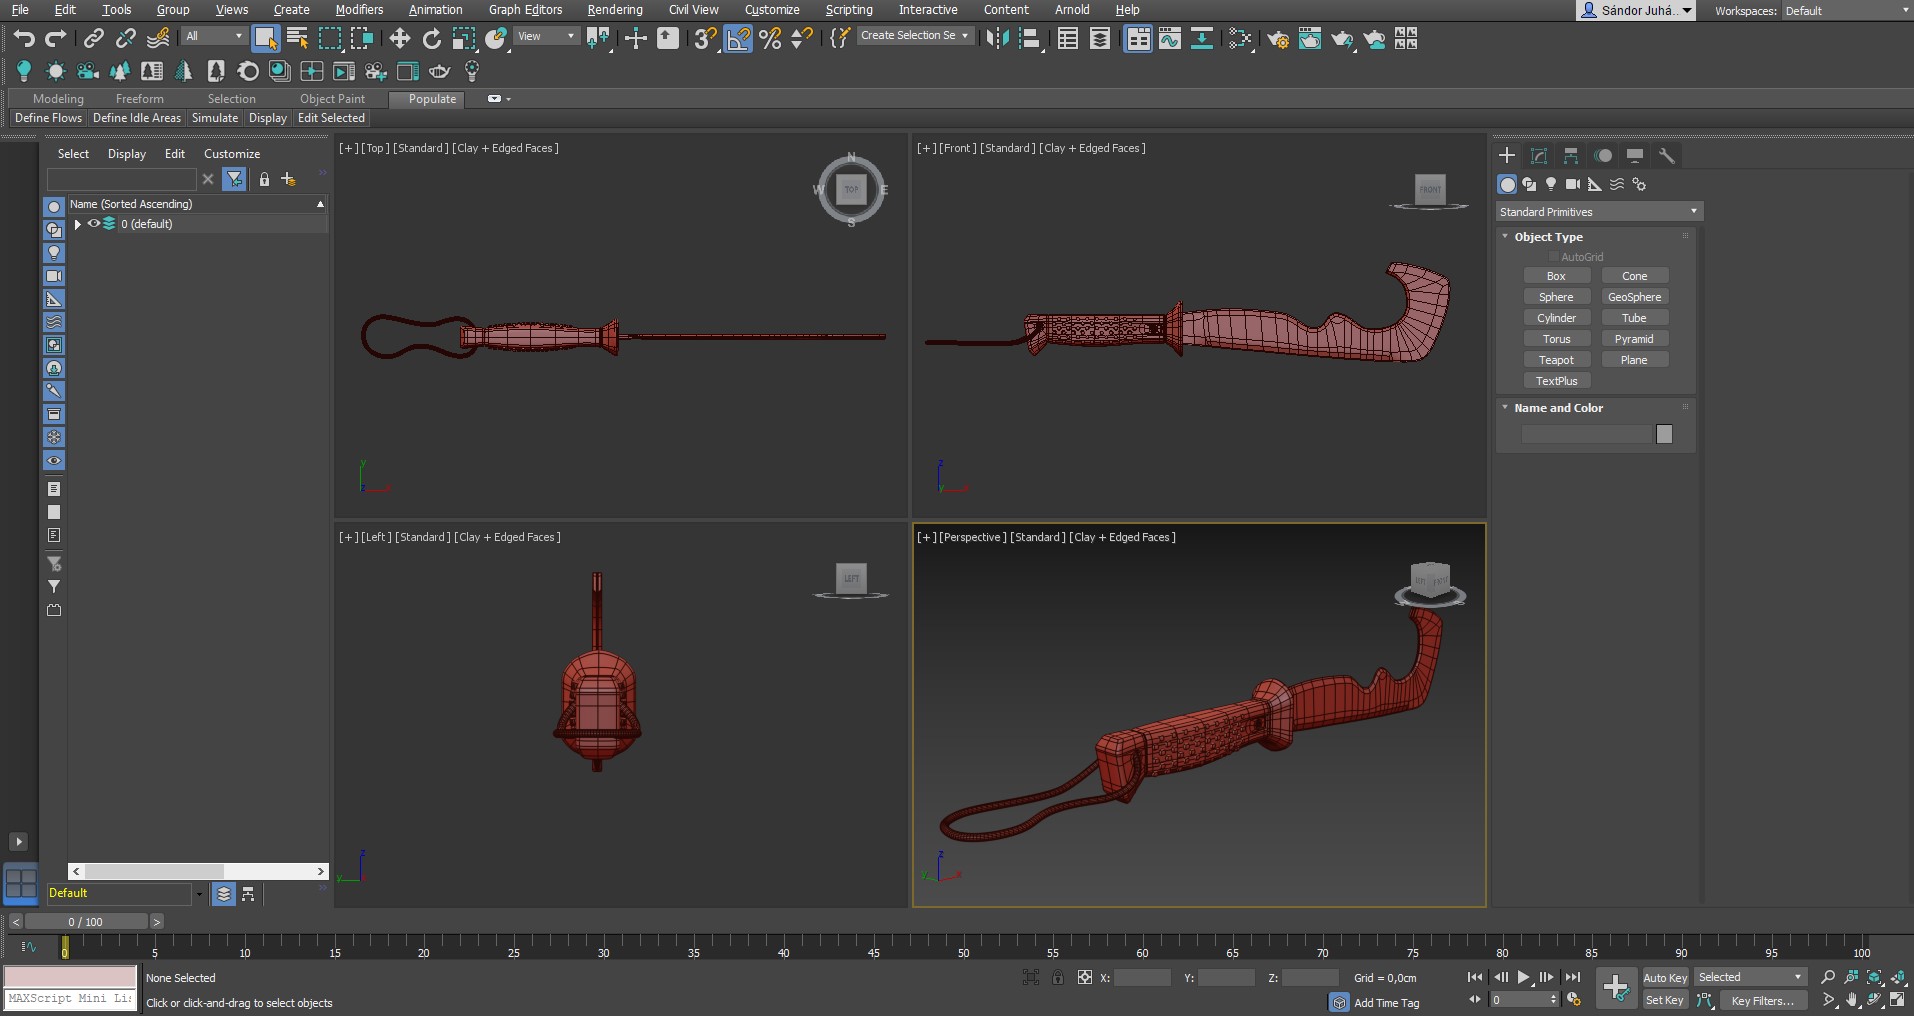 File Edit Tools Group Views Create Modifiers Animation Graph Editors Rendering Civil View Customize Scripting Interactive Content Arnold Help Sándor Juhá... Workspaces: Default
All View 3 Create Selection Se
Modeling Freeform Selection Object Paint Populate
Define Flows Define Idle Areas Simulate Display Edit Selected
Select Display Edit Customize
Name (Sorted Ascending)
0 (default)
[+] [Top] [Standard] [Clay + Edged Faces]
N
W TOP E
S
y
z x
[+] [Front] [Standard] [Clay + Edged Faces]
FRONT
z
y x
[+] [Left] [Standard] [Clay + Edged Faces]
LEFT
z
y
[+] [Perspective] [Standard] [Clay + Edged Faces]
z
y x
Standard Primitives
Object Type
AutoGrid
Box Cone
Sphere GeoSphere
Cylinder Tube
Torus Pyramid
Teapot Plane
TextPlus
Name and Color
Default
< 0 / 100 >
0 5 10 15 20 25 30 35 40 45 50 55 60 65 70 75 80 85 90 95 100
None Selected X: Y: Z: Grid = 0,0cm Auto Key Selected
MAXScript Mini Li: Click or click-and-drag to select objects Add Time Tag 0 Set Key Key Filters...